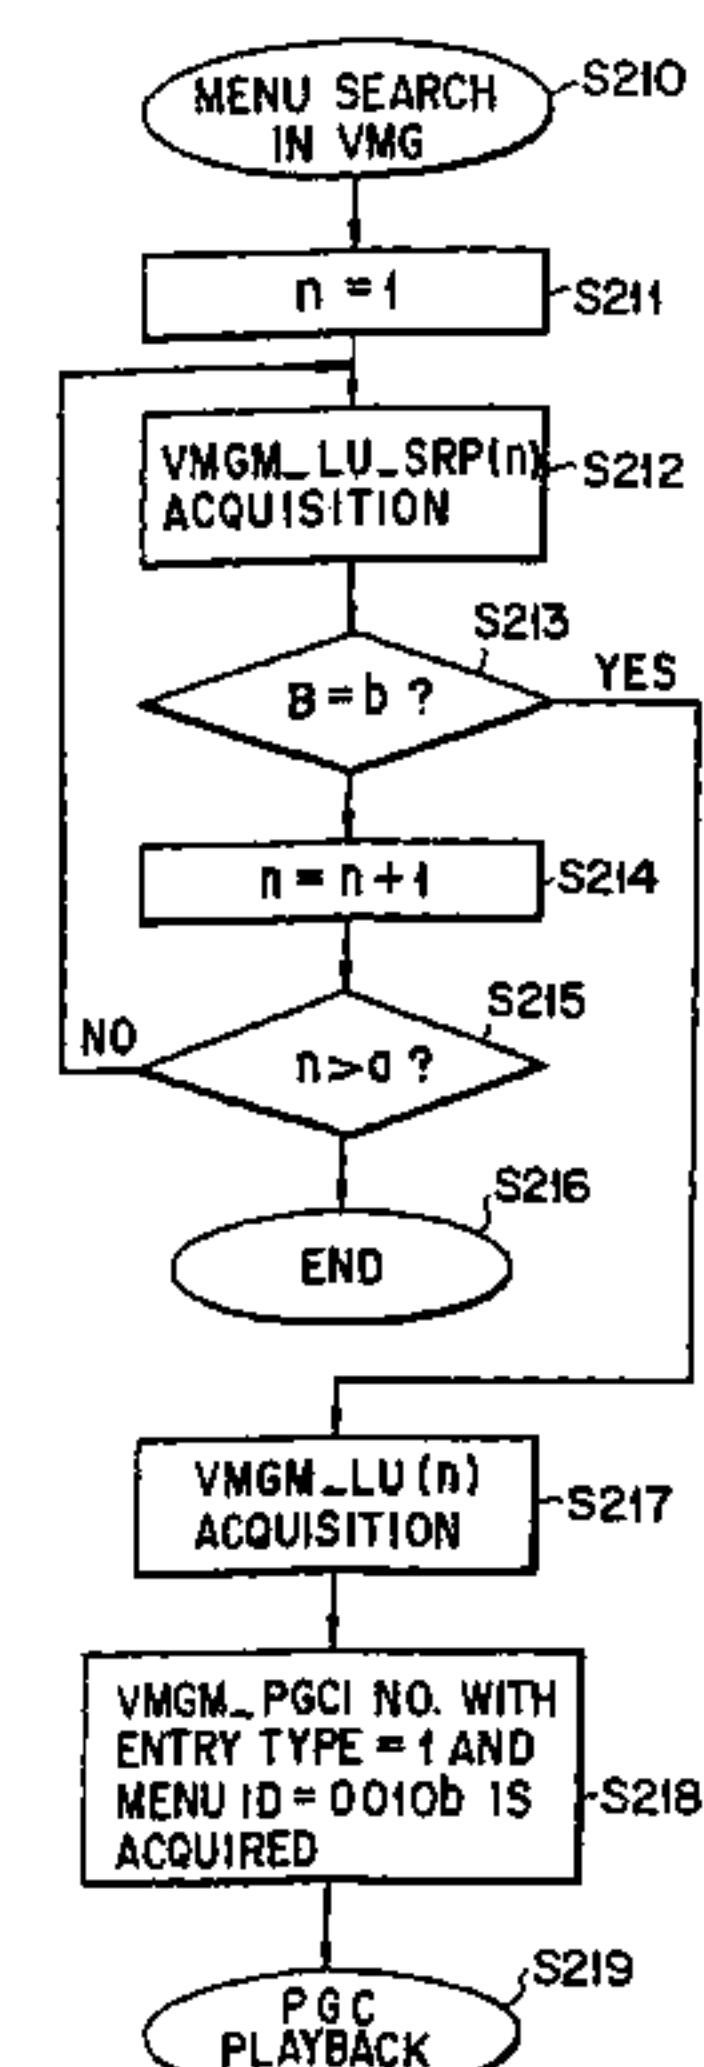 MENU SEARCH
IN VMG
S210
n = 1
S211
VMGM_LU_SRP(n)
ACQUISITION
S212
S213
B = b ?
YES
n = n + 1
S214
S215
NO
n > a ?
S216
END
VMGM_LU (n)
ACQUISITION
S217
VMGM_PGCI NO. WITH
ENTRY TYPE = 1 AND
MENU ID = 0010b IS
ACQUIRED
S218
S219
PGC
PLAYBACK